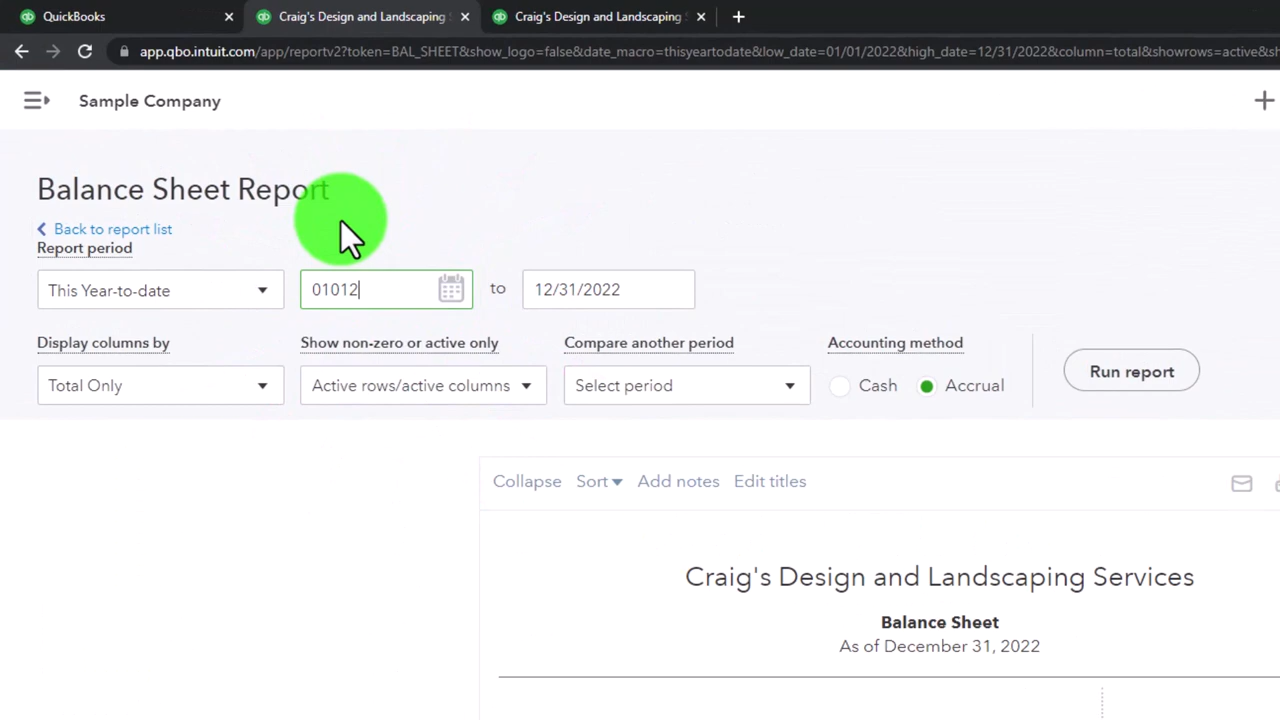 QuickBooks
Craig's Design and Landscaping
Craig's Design and Landscaping
app.qbo.intuit.com/app/reportv2?token=BAL_SHEET&show_logo=false&date_macro=thisyeartodate&low_date=01/01/2022&high_date=12/31/2022&column=total&showrows=active&s
Sample Company
Balance Sheet Report
Back to report list
Report period
This Year-to-date 01012 to 12/31/2022
Display columns by Show non-zero or active only Compare another period Accounting method
Total Only Active rows/active columns Select period Cash Accrual Run report
Collapse Sort Add notes Edit titles
Craig's Design and Landscaping Services
Balance Sheet
As of December 31, 2022